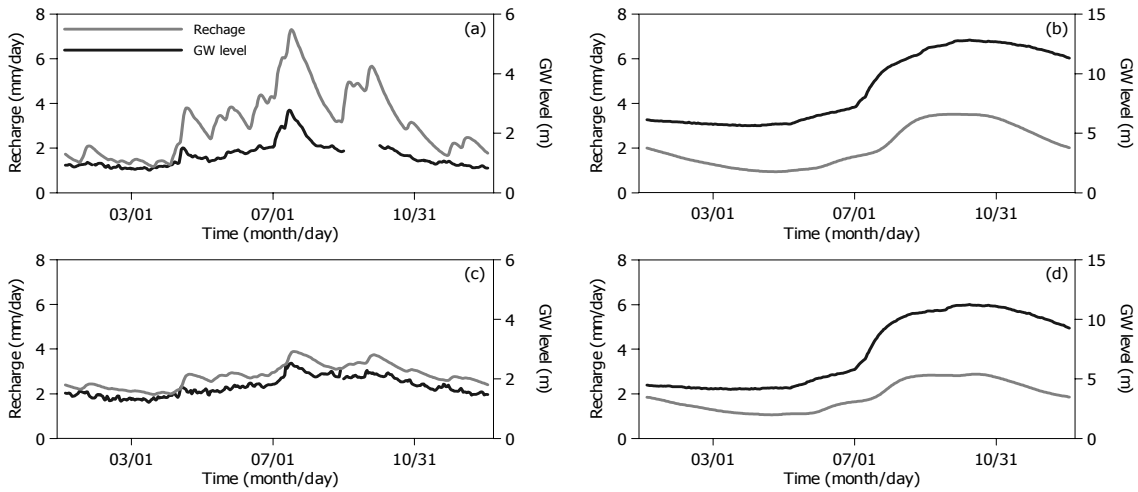 8
6
4
2
0
Recharge (mm/day)
Rechage
GW level
(a)
6
4
2
0
GW level (m)
03/01
07/01
10/31
Time (month/day)
8
6
4
2
0
Recharge (mm/day)
(b)
15
10
5
0
GW level (m)
03/01
07/01
10/31
Time (month/day)
8
6
4
2
0
Recharge (mm/day)
(c)
6
4
2
0
GW level (m)
03/01
07/01
10/31
Time (month/day)
8
6
4
2
0
Recharge (mm/day)
(d)
15
10
5
0
GW level (m)
03/01
07/01
10/31
Time (month/day)